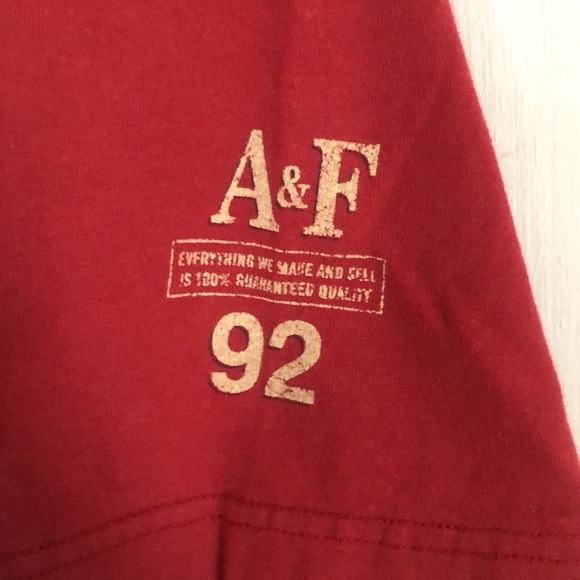 A&F
EVERYTHING WE MAKE AND SELL
IS 100% GUARANTEED QUALITY
92